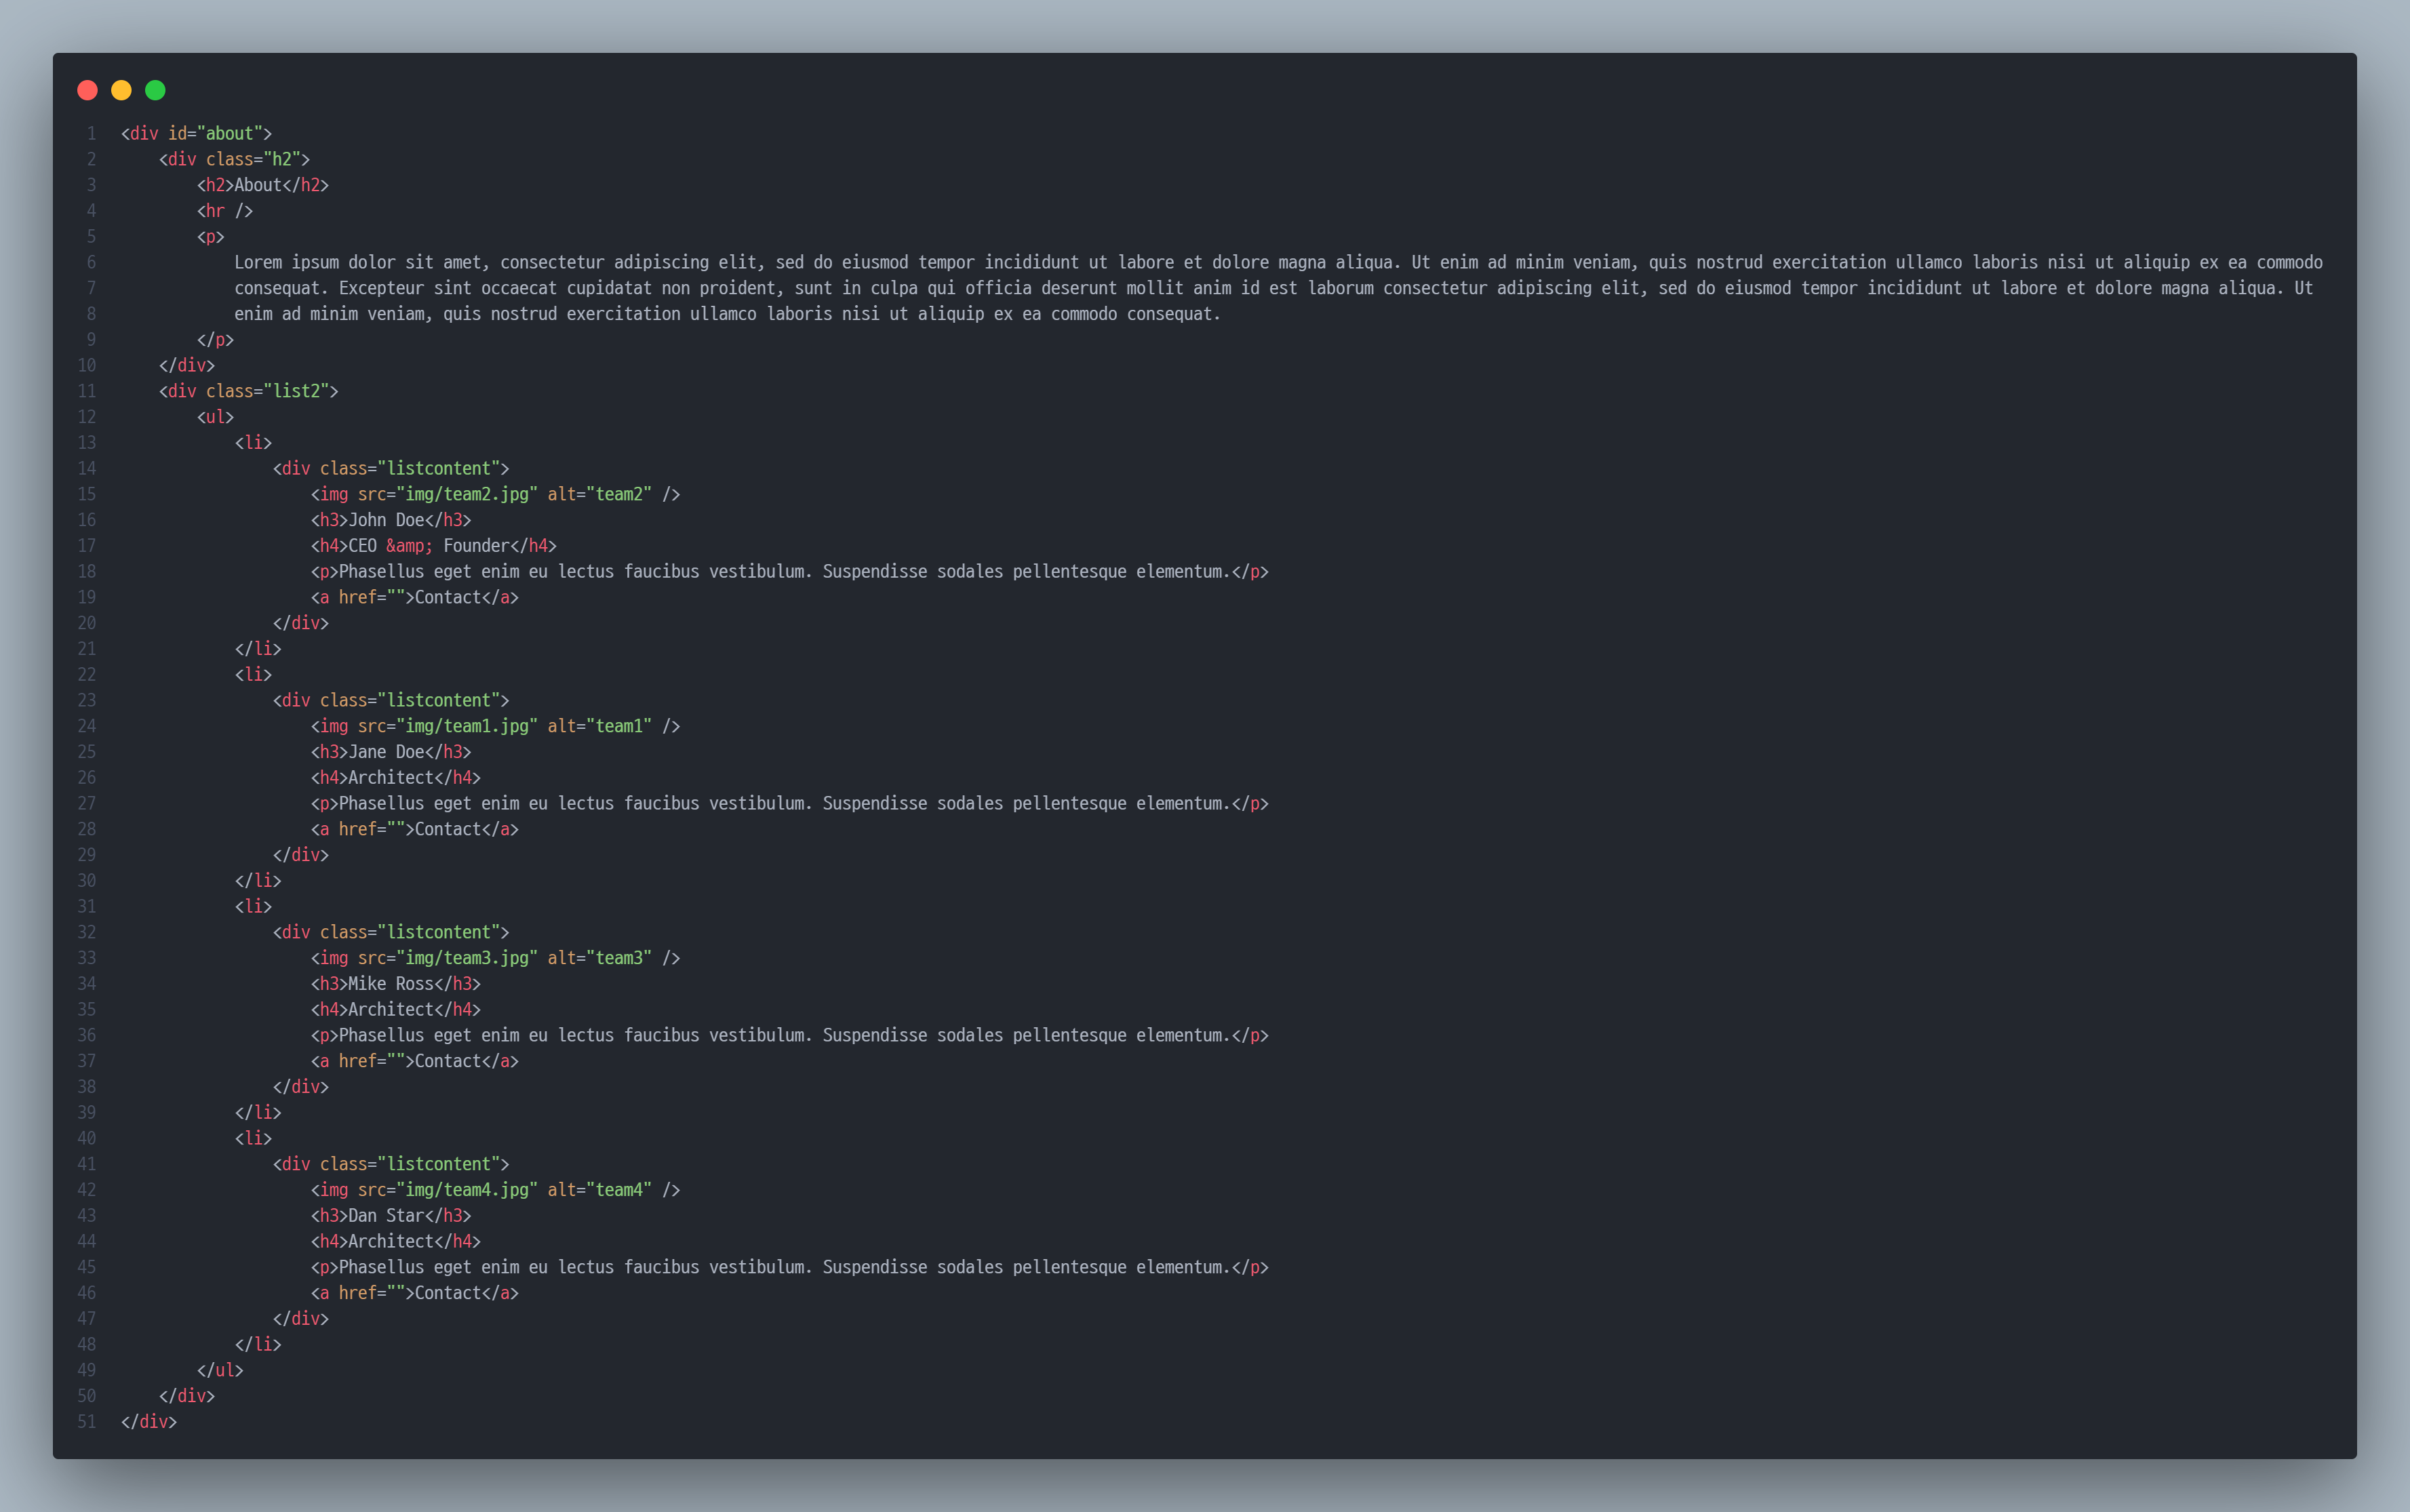 1 <div id="about">
2     <div class="h2">
3         <h2>About</h2>
4         <hr />
5         <p>
6             Lorem ipsum dolor sit amet, consectetur adipiscing elit, sed do eiusmod tempor incididunt ut labore et dolore magna aliqua. Ut enim ad minim veniam, quis nostrud exercitation ullamco laboris nisi ut aliquip ex ea commodo
7             consequat. Excepteur sint occaecat cupidatat non proident, sunt in culpa qui officia deserunt mollit anim id est laborum consectetur adipiscing elit, sed do eiusmod tempor incididunt ut labore et dolore magna aliqua. Ut
8             enim ad minim veniam, quis nostrud exercitation ullamco laboris nisi ut aliquip ex ea commodo consequat.
9         </p>
10     </div>
11     <div class="list2">
12         <ul>
13             <li>
14                 <div class="listcontent">
15                     <img src="img/team2.jpg" alt="team2" />
16                     <h3>John Doe</h3>
17                     <h4>CEO &amp; Founder</h4>
18                     <p>Phasellus eget enim eu lectus faucibus vestibulum. Suspendisse sodales pellentesque elementum.</p>
19                     <a href="">Contact</a>
20                 </div>
21             </li>
22             <li>
23                 <div class="listcontent">
24                     <img src="img/team1.jpg" alt="team1" />
25                     <h3>Jane Doe</h3>
26                     <h4>Architect</h4>
27                     <p>Phasellus eget enim eu lectus faucibus vestibulum. Suspendisse sodales pellentesque elementum.</p>
28                     <a href="">Contact</a>
29                 </div>
30             </li>
31             <li>
32                 <div class="listcontent">
33                     <img src="img/team3.jpg" alt="team3" />
34                     <h3>Mike Ross</h3>
35                     <h4>Architect</h4>
36                     <p>Phasellus eget enim eu lectus faucibus vestibulum. Suspendisse sodales pellentesque elementum.</p>
37                     <a href="">Contact</a>
38                 </div>
39             </li>
40             <li>
41                 <div class="listcontent">
42                     <img src="img/team4.jpg" alt="team4" />
43                     <h3>Dan Star</h3>
44                     <h4>Architect</h4>
45                     <p>Phasellus eget enim eu lectus faucibus vestibulum. Suspendisse sodales pellentesque elementum.</p>
46                     <a href="">Contact</a>
47                 </div>
48             </li>
49         </ul>
50     </div>
51 </div>